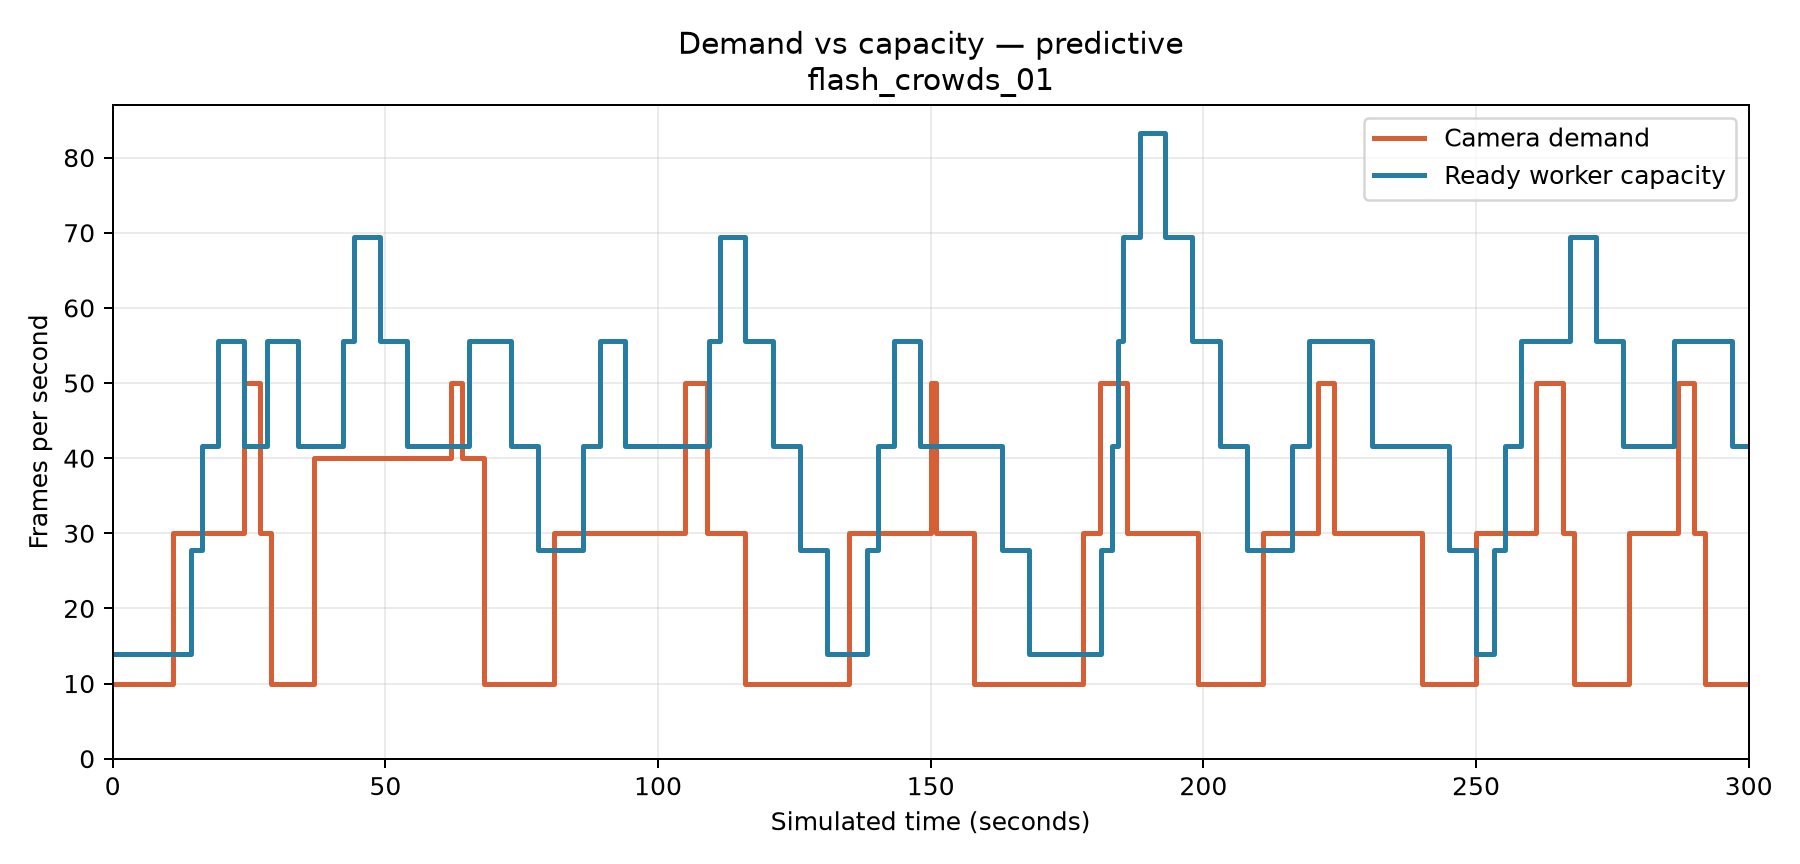 Demand vs capacity — predictive
flash_crowds_01
Camera demand
Ready worker capacity
Frames per second
80
70
60
50
40
30
20
10
0
0 50 100 150 200 250 300
Simulated time (seconds)